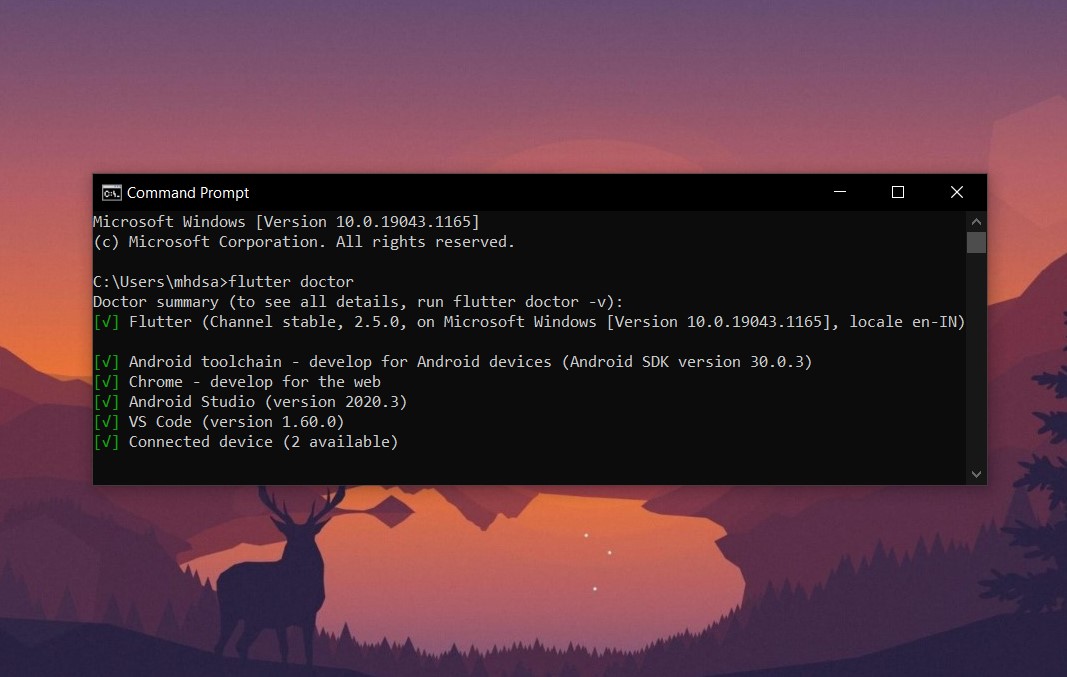 Command Prompt
Microsoft Windows [Version 10.0.19043.1165]
(c) Microsoft Corporation. All rights reserved.
C:\Users\mhdsa>flutter doctor
Doctor summary (to see all details, run flutter doctor -v):
[√] Flutter (Channel stable, 2.5.0, on Microsoft Windows [Version 10.0.19043.1165], locale en-IN)
[√] Android toolchain - develop for Android devices (Android SDK version 30.0.3)
[√] Chrome - develop for the web
[√] Android Studio (version 2020.3)
[√] VS Code (version 1.60.0)
[√] Connected device (2 available)